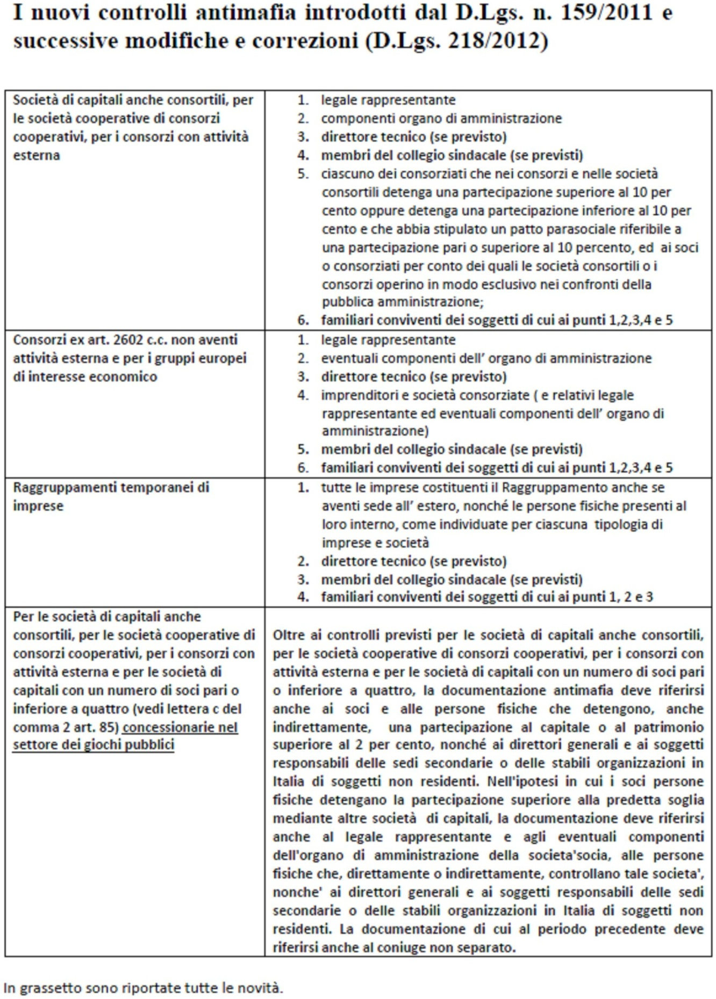 I nuovi controlli antimafia introdotti dal D.Lgs. n. 159/2011 e
successive modifiche e correzioni (D.Lgs. 218/2012)
Società di capitali anche consortili, per
le società cooperative di consorzi
cooperativi, per i consorzi con attività
esterna
1. legale rappresentante
2. componenti organo di amministrazione
3. direttore tecnico (se previsto)
4. membri del collegio sindacale (se previsti)
5. ciascuno dei consorziati che nei consorzi e nelle società
consortili detenga una partecipazione superiore al 10 per
cento oppure detenga una partecipazione inferiore al 10 per
cento e che abbia stipulato un patto parasociale riferibile a
una partecipazione pari o superiore al 10 percento, ed ai soci
o consorziati per conto dei quali le società consortili o i
consorzi operino in modo esclusivo nei confronti della
pubblica amministrazione;
6. familiari conviventi dei soggetti di cui ai punti 1,2,3,4 e 5
Consorzi ex art. 2602 c.c. non aventi
attività esterna e per i gruppi europei
di interesse economico
1. legale rappresentante
2. eventuali componenti dell' organo di amministrazione
3. direttore tecnico (se previsto)
4. imprenditori e società consorziate ( e relativi legale
rappresentante ed eventuali componenti dell' organo di
amministrazione)
5. membri del collegio sindacale (se previsti)
6. familiari conviventi dei soggetti di cui ai punti 1,2,3,4 e 5
Raggruppamenti temporanei di
imprese
1. tutte le imprese costituenti il Raggruppamento anche se
aventi sede all' estero, nonché le persone fisiche presenti al
loro interno, come individuate per ciascuna tipologia di
imprese e società
2. direttore tecnico (se previsto)
3. membri del collegio sindacale (se previsti)
4. familiari conviventi dei soggetti di cui ai punti 1, 2 e 3
Per le società di capitali anche
consortili, per le società cooperative di
consorzi cooperativi, per i consorzi con
attività esterna e per le società di
capitali con un numero di soci pari o
inferiore a quattro (vedi lettera c del
comma 2 art. 85) concessionarie nel
settore dei giochi pubblici
Oltre ai controlli previsti per le società di capitali anche consortili,
per le società cooperative di consorzi cooperativi, per i consorzi con
attività esterna e per le società di capitali con un numero di soci pari
o inferiore a quattro, la documentazione antimafia deve riferirsi
anche ai soci e alle persone fisiche che detengono, anche
indirettamente, una partecipazione al capitale o al patrimonio
superiore al 2 per cento, nonché ai direttori generali e ai soggetti
responsabili delle sedi secondarie o delle stabili organizzazioni in
Italia di soggetti non residenti. Nell'ipotesi in cui i soci persone
fisiche detengano la partecipazione superiore alla predetta soglia
mediante altre società di capitali, la documentazione deve riferirsi
anche al legale rappresentante e agli eventuali componenti
dell'organo di amministrazione della societa'socia, alle persone
fisiche che, direttamente o indirettamente, controllano tale societa',
nonche' ai direttori generali e ai soggetti responsabili delle sedi
secondarie o delle stabili organizzazioni in Italia di soggetti non
residenti. La documentazione di cui al periodo precedente deve
riferirsi anche al coniuge non separato.
In grassetto sono riportate tutte le novità.